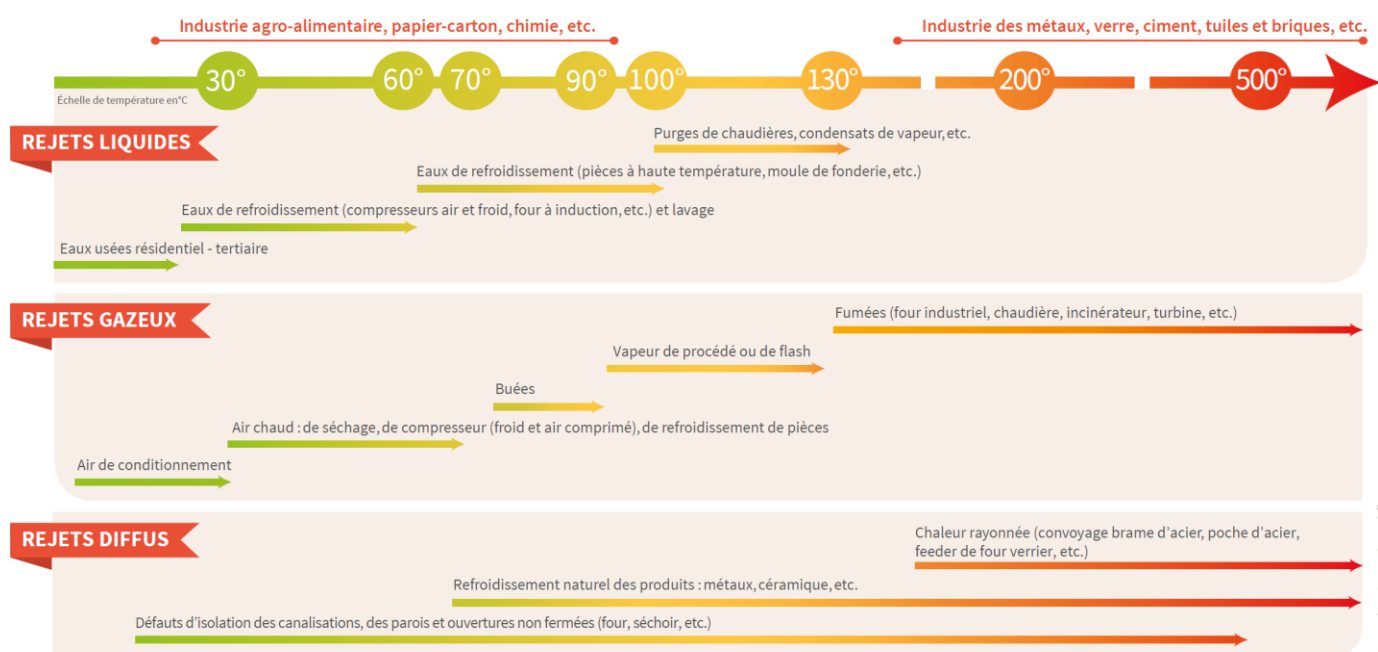 Industrie agro-alimentaire, papier-carton, chimie, etc.
Industrie des métaux, verre, ciment, tuiles et briques, etc.
30° 60° 70° 90° 100° 130° 200° 500°
Échelle de température en°C
REJETS LIQUIDES
Purges de chaudières, condensats de vapeur, etc.
Eaux de refroidissement (pièces à haute température, moule de fonderie, etc.)
Eaux de refroidissement (compresseurs air et froid, four à induction, etc.) et lavage
Eaux usées résidentiel - tertiaire
REJETS GAZEUX
Fumées (four industriel, chaudière, incinérateur, turbine, etc.)
Vapeur de procédé ou de flash
Buées
Air chaud : de séchage, de compresseur (froid et air comprimé), de refroidissement de pièces
Air de conditionnement
REJETS DIFFUS
Chaleur rayonnée (convoyage brame d'acier, poche d'acier,
feeder de four verrier, etc.)
Refroidissement naturel des produits : métaux, céramique, etc.
Défauts d'isolation des canalisations, des parois et ouvertures non fermées (four, séchoir, etc.)